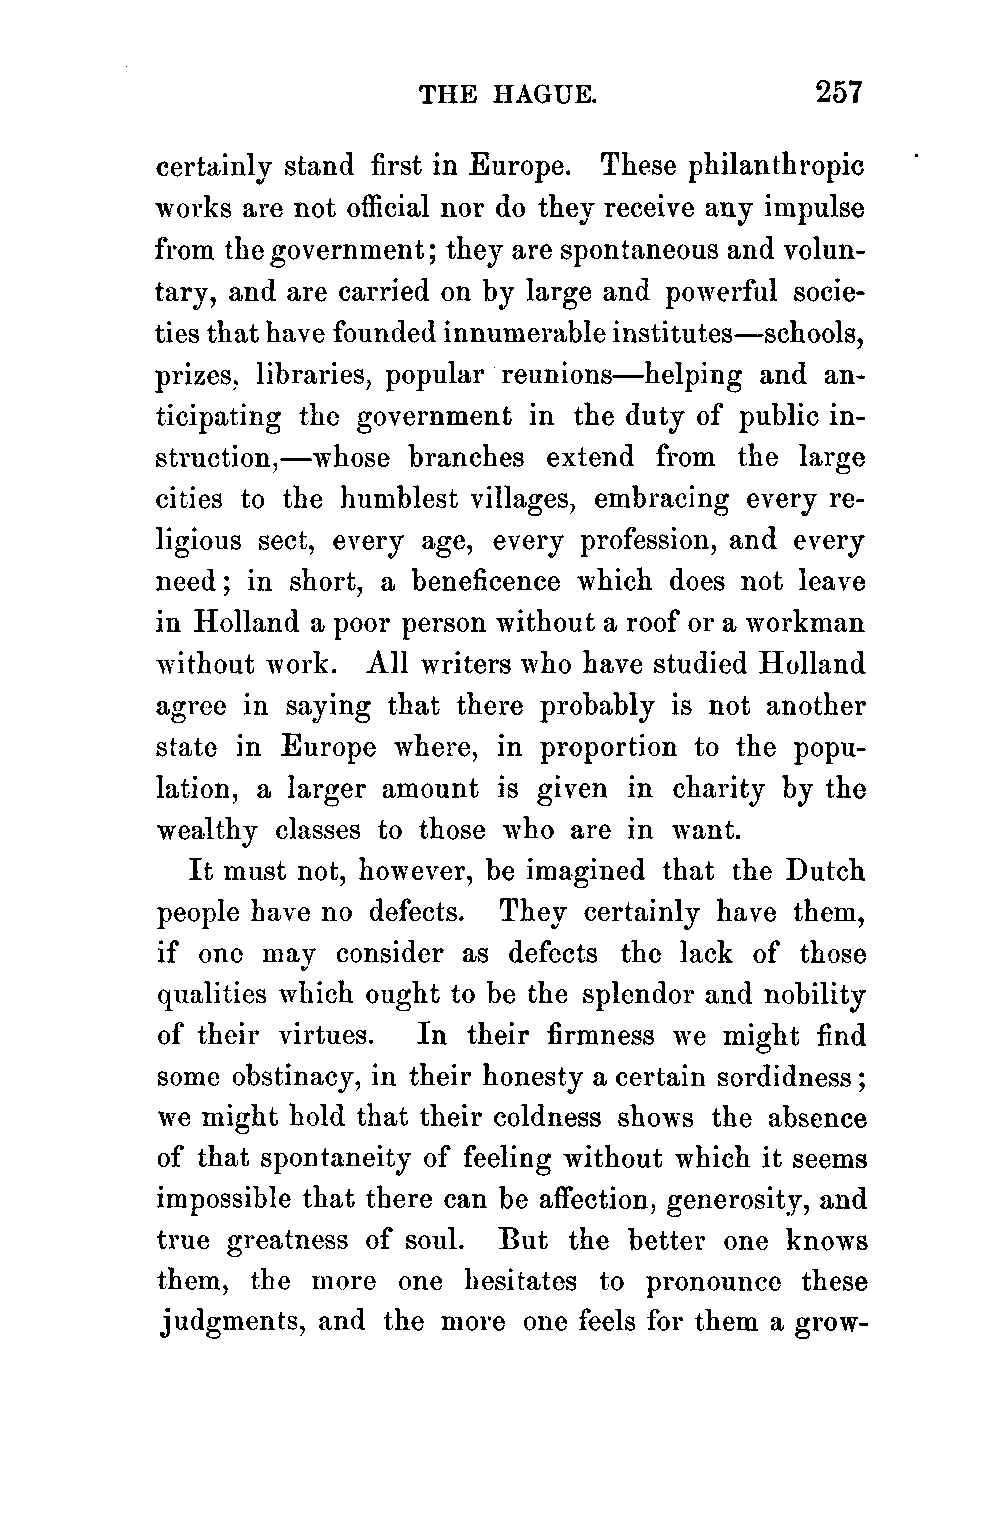 THE HAGUE. 257
certainly stand first in Europe. These philanthropic
works are not official nor do they receive any impulse
from the government; they are spontaneous and volun-
tary, and are carried on by large and powerful socie-
ties that have founded innumerable institutes—schools,
prizes, libraries, popular reunions—helping and an-
ticipating the government in the duty of public in-
struction,—whose branches extend from the large
cities to the humblest villages, embracing every re-
ligious sect, every age, every profession, and every
need; in short, a beneficence which does not leave
in Holland a poor person without a roof or a workman
without work. All writers who have studied Holland
agree in saying that there probably is not another
state in Europe where, in proportion to the popu-
lation, a larger amount is given in charity by the
wealthy classes to those who are in want.
It must not, however, be imagined that the Dutch
people have no defects. They certainly have them,
if one may consider as defects the lack of those
qualities which ought to be the splendor and nobility
of their virtues. In their firmness we might find
some obstinacy, in their honesty a certain sordidness;
we might hold that their coldness shows the absence
of that spontaneity of feeling without which it seems
impossible that there can be affection, generosity, and
true greatness of soul. But the better one knows
them, the more one hesitates to pronounce these
judgments, and the more one feels for them a grow-